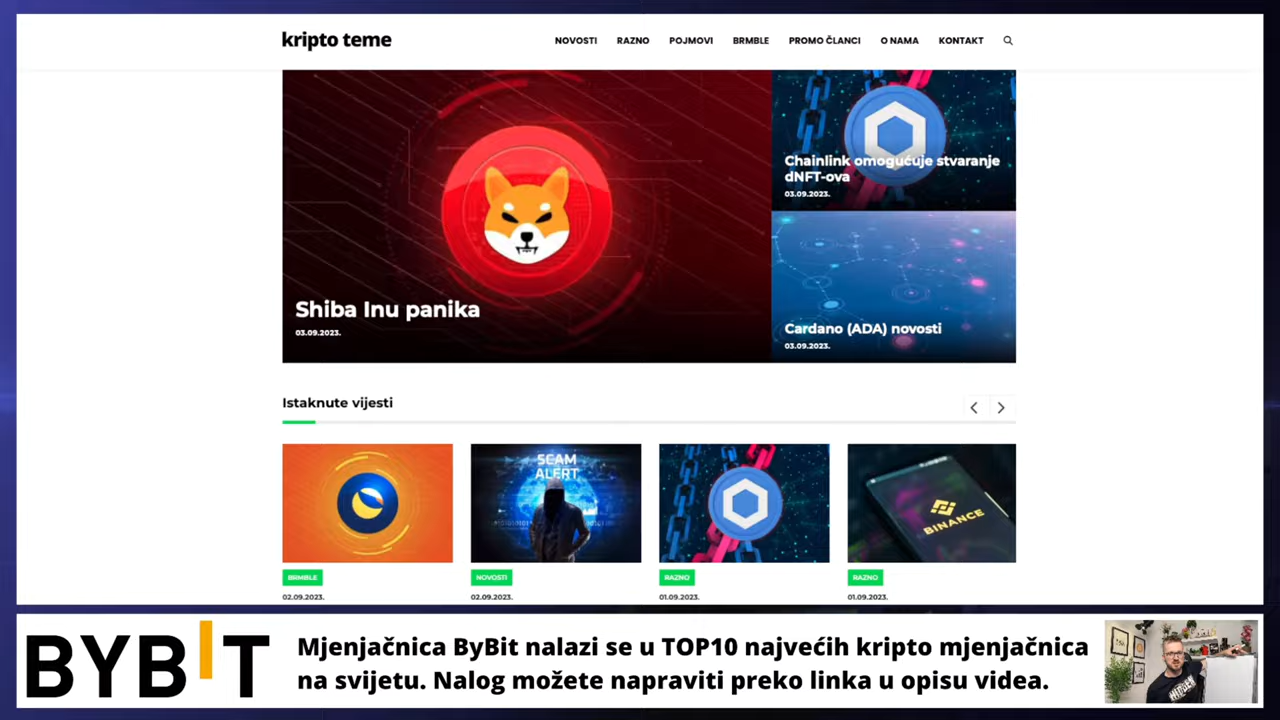 kripto teme
NOVOSTI RAZNO POJMOVI BRMBLE PROMO ČLANCI O NAMA KONTAKT
Shiba Inu panika
03.09.2023.
Chainlink omogućuje stvaranje
dNFT-ova
03.09.2023.
Cardano (ADA) novosti
03.09.2023.
Istaknute vijesti
SCAM
ALERT
BINANCE
BRMBLE
02.09.2023.
NOVOSTI
02.09.2023.
RAZNO
01.09.2023.
RAZNO
01.09.2023.
BYBIT
Mjenjačnica ByBit nalazi se u TOP10 najvećih kripto mjenjačnica
na svijetu. Nalog možete napraviti preko linka u opisu videa.